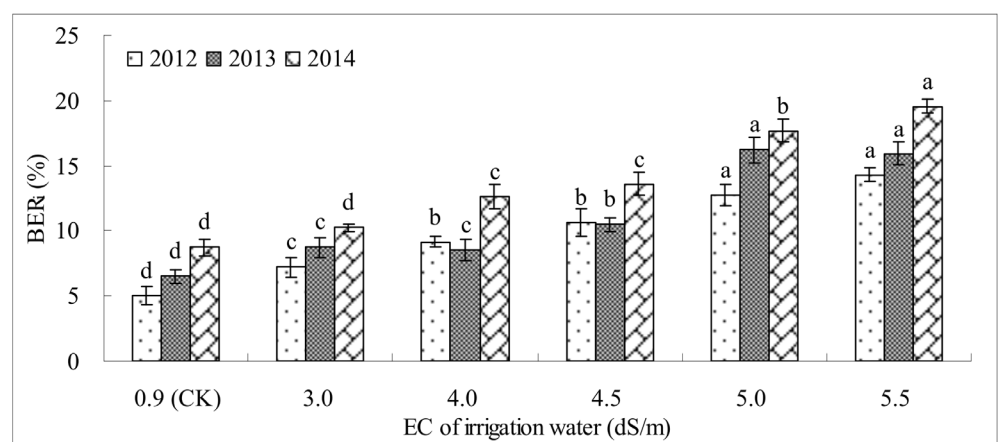 25
2012 2013 2014
20
15
10
5
0
BERi (%)
d d d
c c d
b c c
b b c
a a b
a a a
0.9 (CK) 3.0 4.0 4.5 5.0 5.5
EC of irrigation water (dS/m)